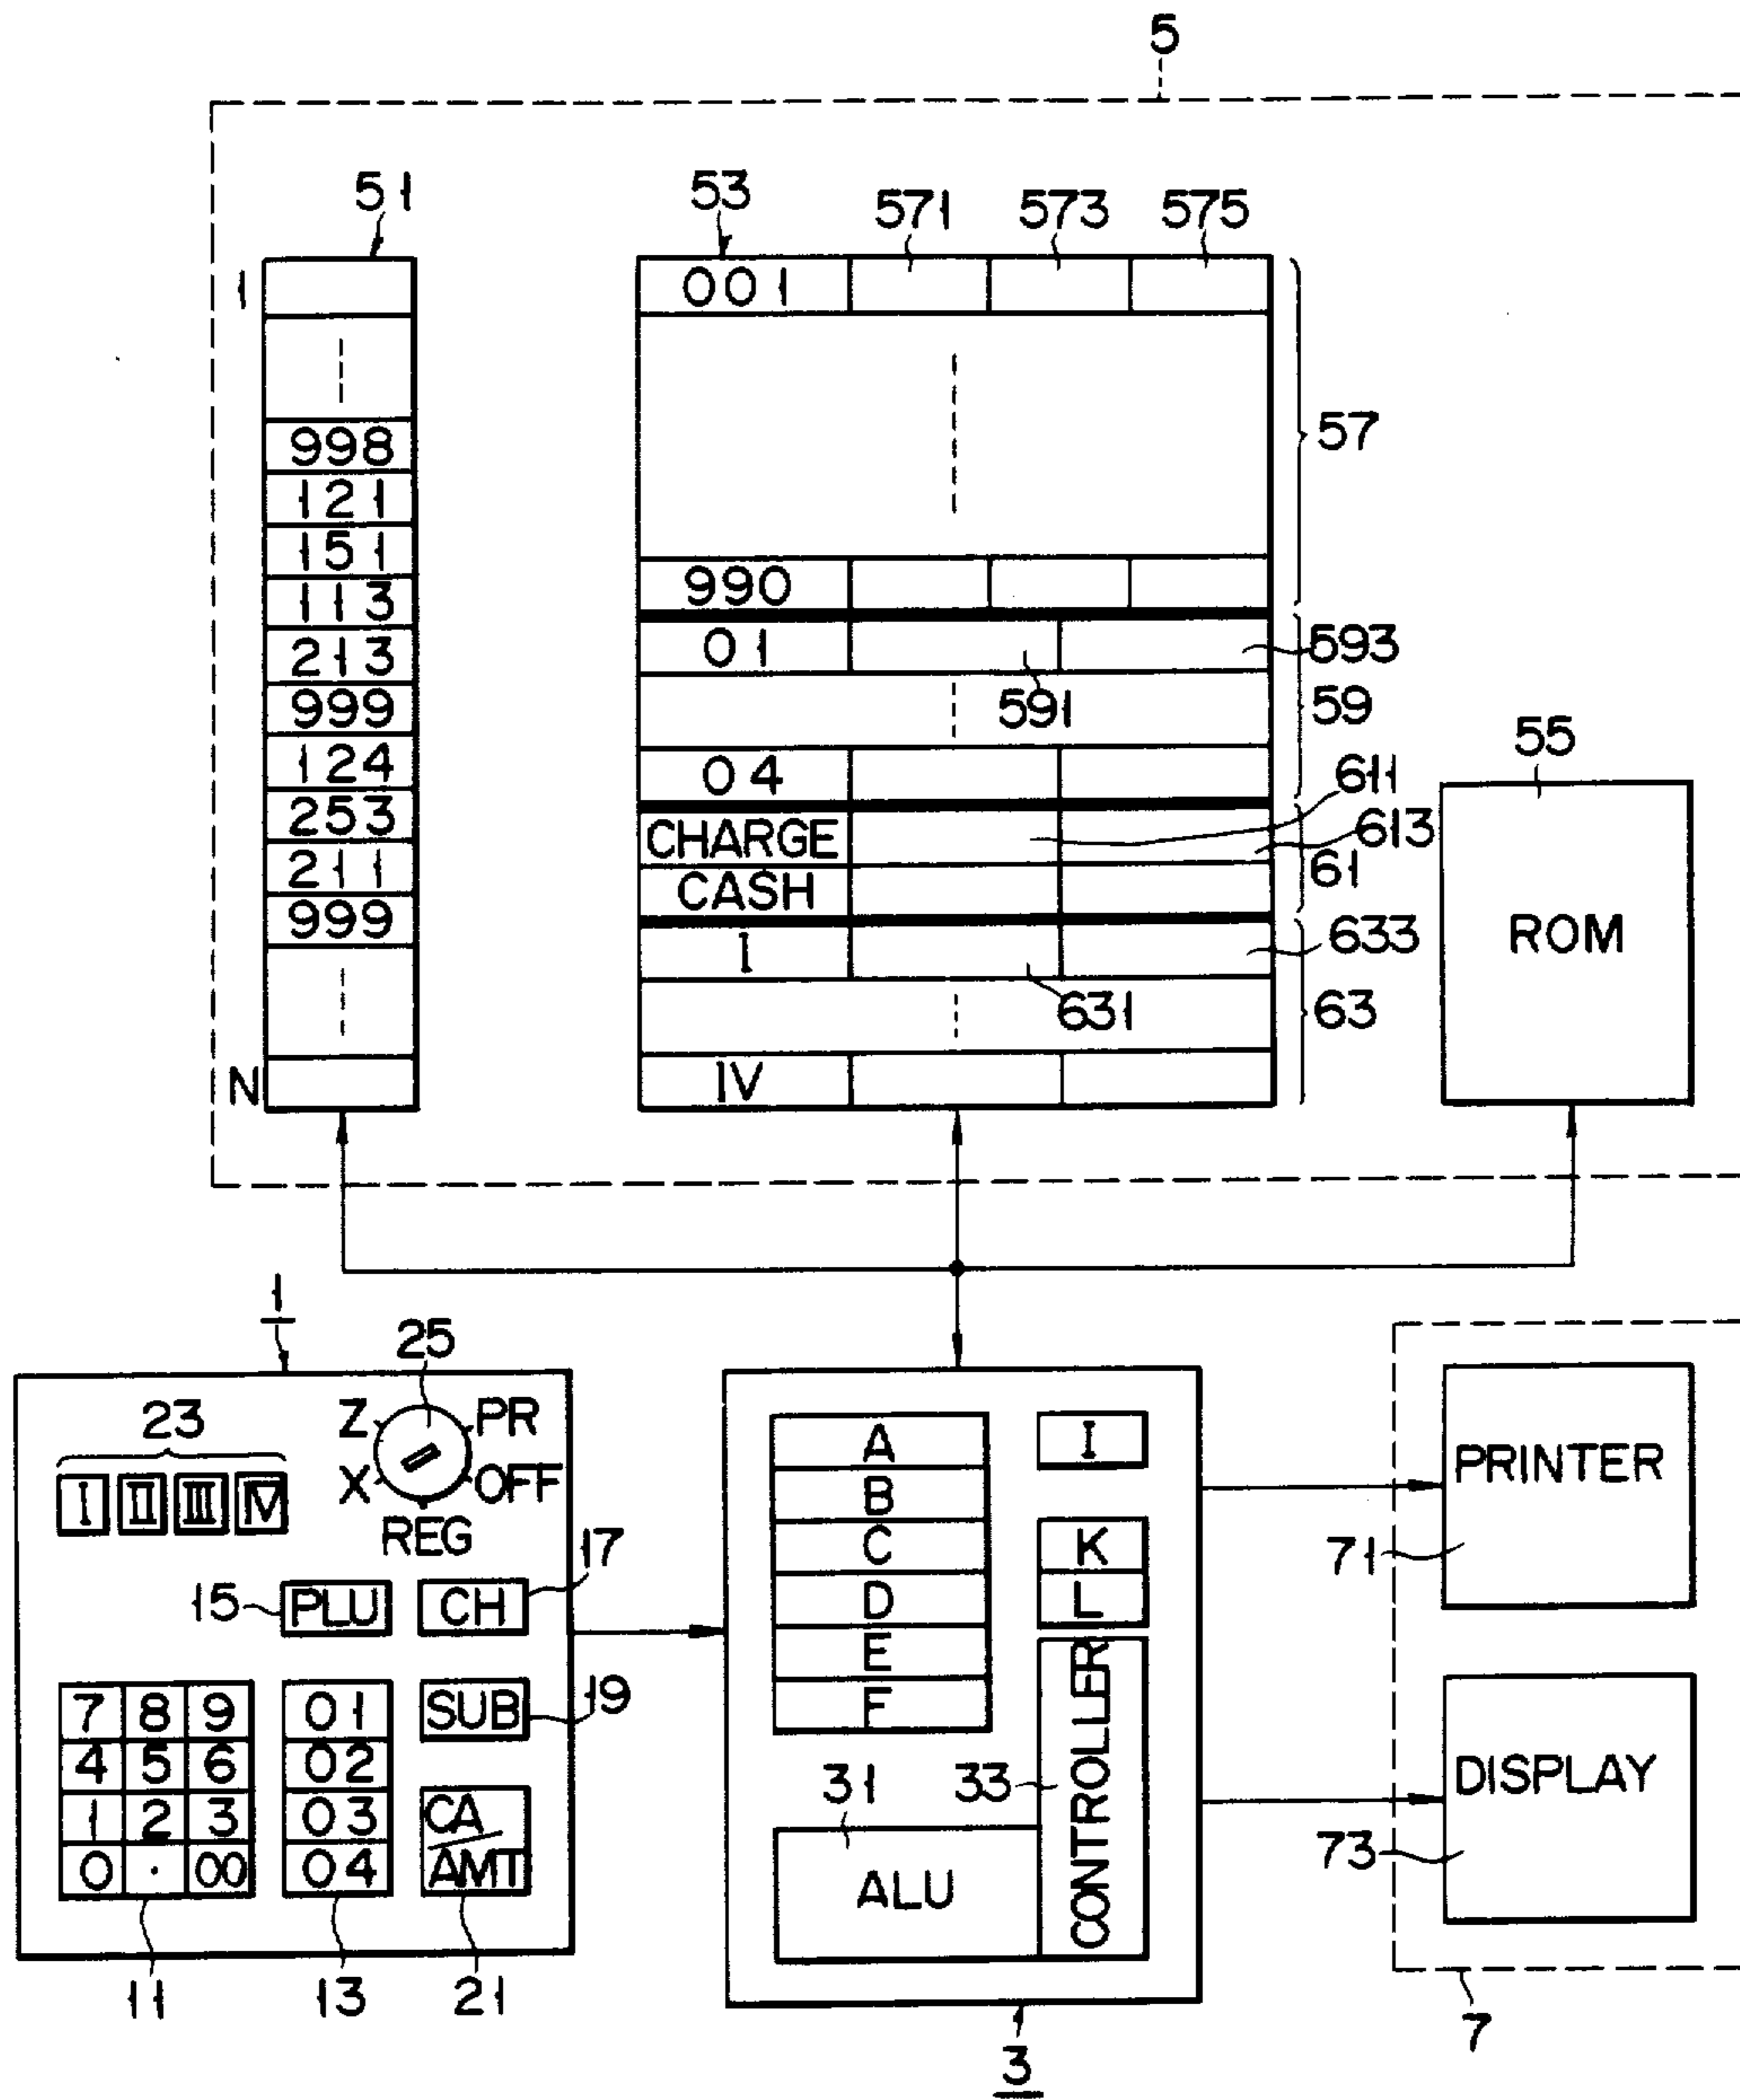 5
51
53
571
573
575
1
998
121
151
113
213
999
124
253
211
999
N
001
990
01
04
CHARGE
CASH
I
IV
57
593
591
59
611
613
61
633
631
63
55
ROM
1
23
I II III IV
25
Z PR
X OFF
REG
15 PLU
CH 17
SUB 19
7 8 9
4 5 6
1 2 3
0 · 00
01
02
03
04
CA
/AMT
11
13
21
A
B
C
D
E
F
I
K
L
31
ALU
33
CONTROLLER
3
PRINTER
71
DISPLAY
73
7